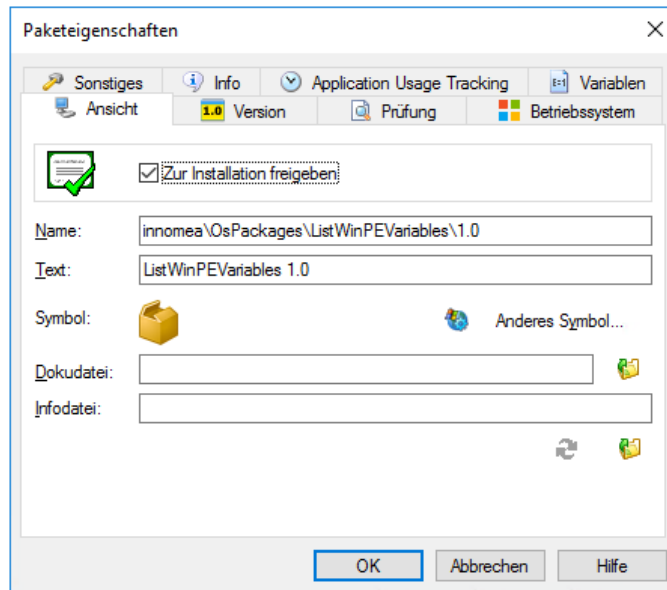 Paketeigenschaften
Sonstiges Info Application Usage Tracking Variablen
Ansicht 1.0 Version Prüfung Betriebssystem
Zur Installation freigeben
Name: innomea\OsPackages\ListWinPEVariables\1.0
Text: ListWinPEVariables 1.0
Symbol: Anderes Symbol...
Dokudatei:
Infodatei:
OK Abbrechen Hilfe